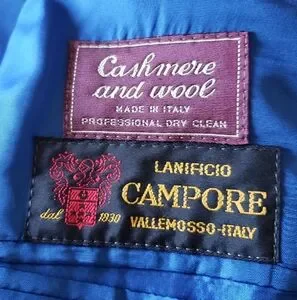 Cashmere
and wool
MADE IN ITALY
PROFESSIONAL DRY CLEAN
LANIFICIO
CAMPORE
dal 1930
VALLEMOSSO-ITALY